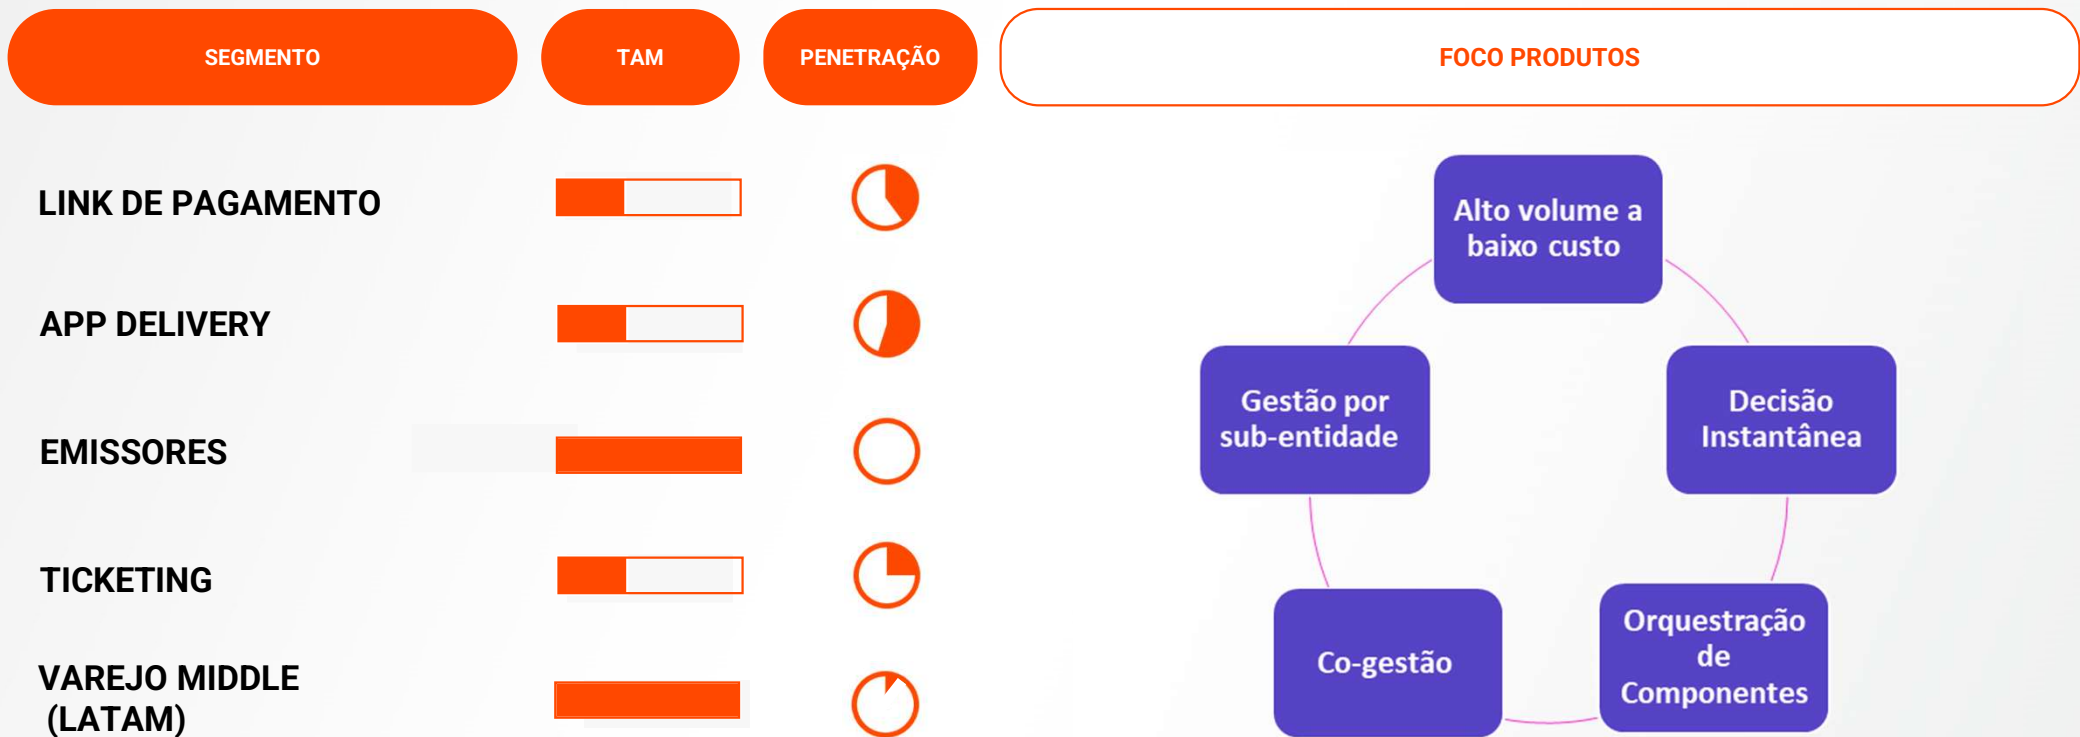 SEGMENTO
TAM
PENETRAÇÃO
FOCO PRODUTOS
LINK DE PAGAMENTO
APP DELIVERY
EMISSORES
TICKETING
VAREJO MIDDLE
(LATAM)
Alto volume a
baixo custo
Gestão por
sub-entidade
Decisão
Instantânea
Co-gestão
Orquestração
de
Componentes